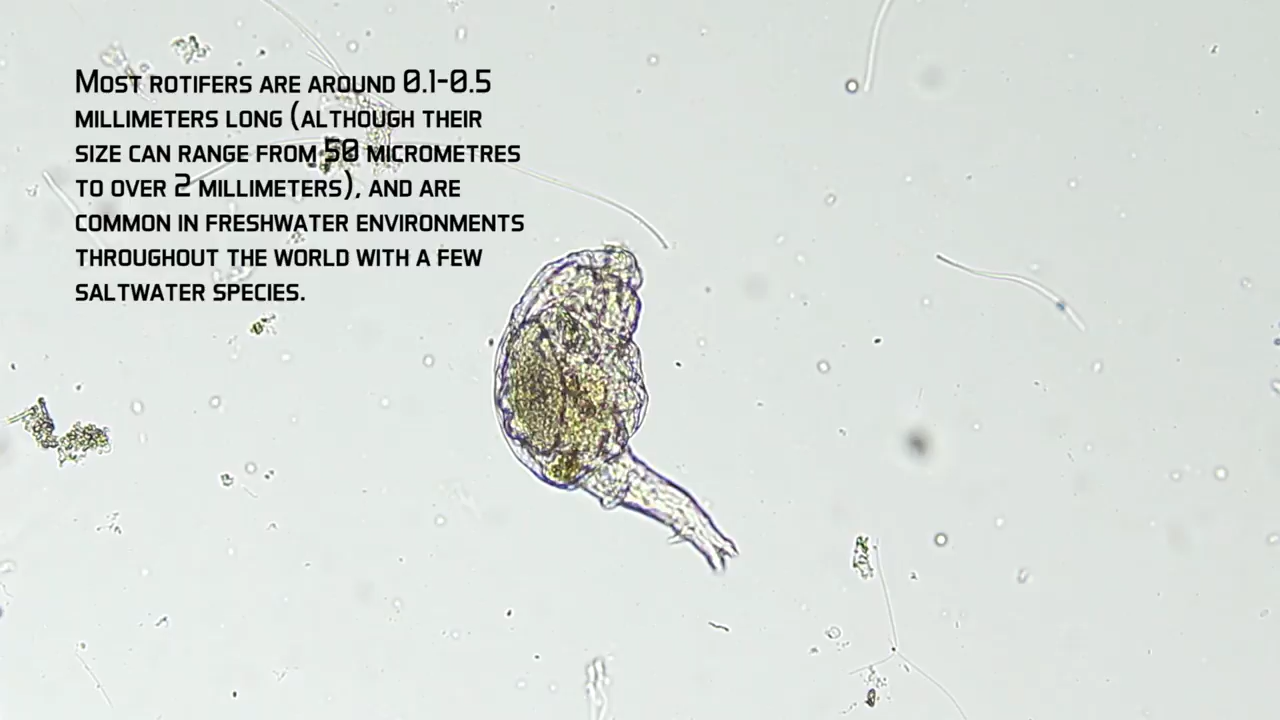 Most rotifers are around 0.1-0.5
millimeters long (although their
size can range from 50 micrometres
to over 2 millimeters), and are
common in freshwater environments
throughout the world with a few
saltwater species.